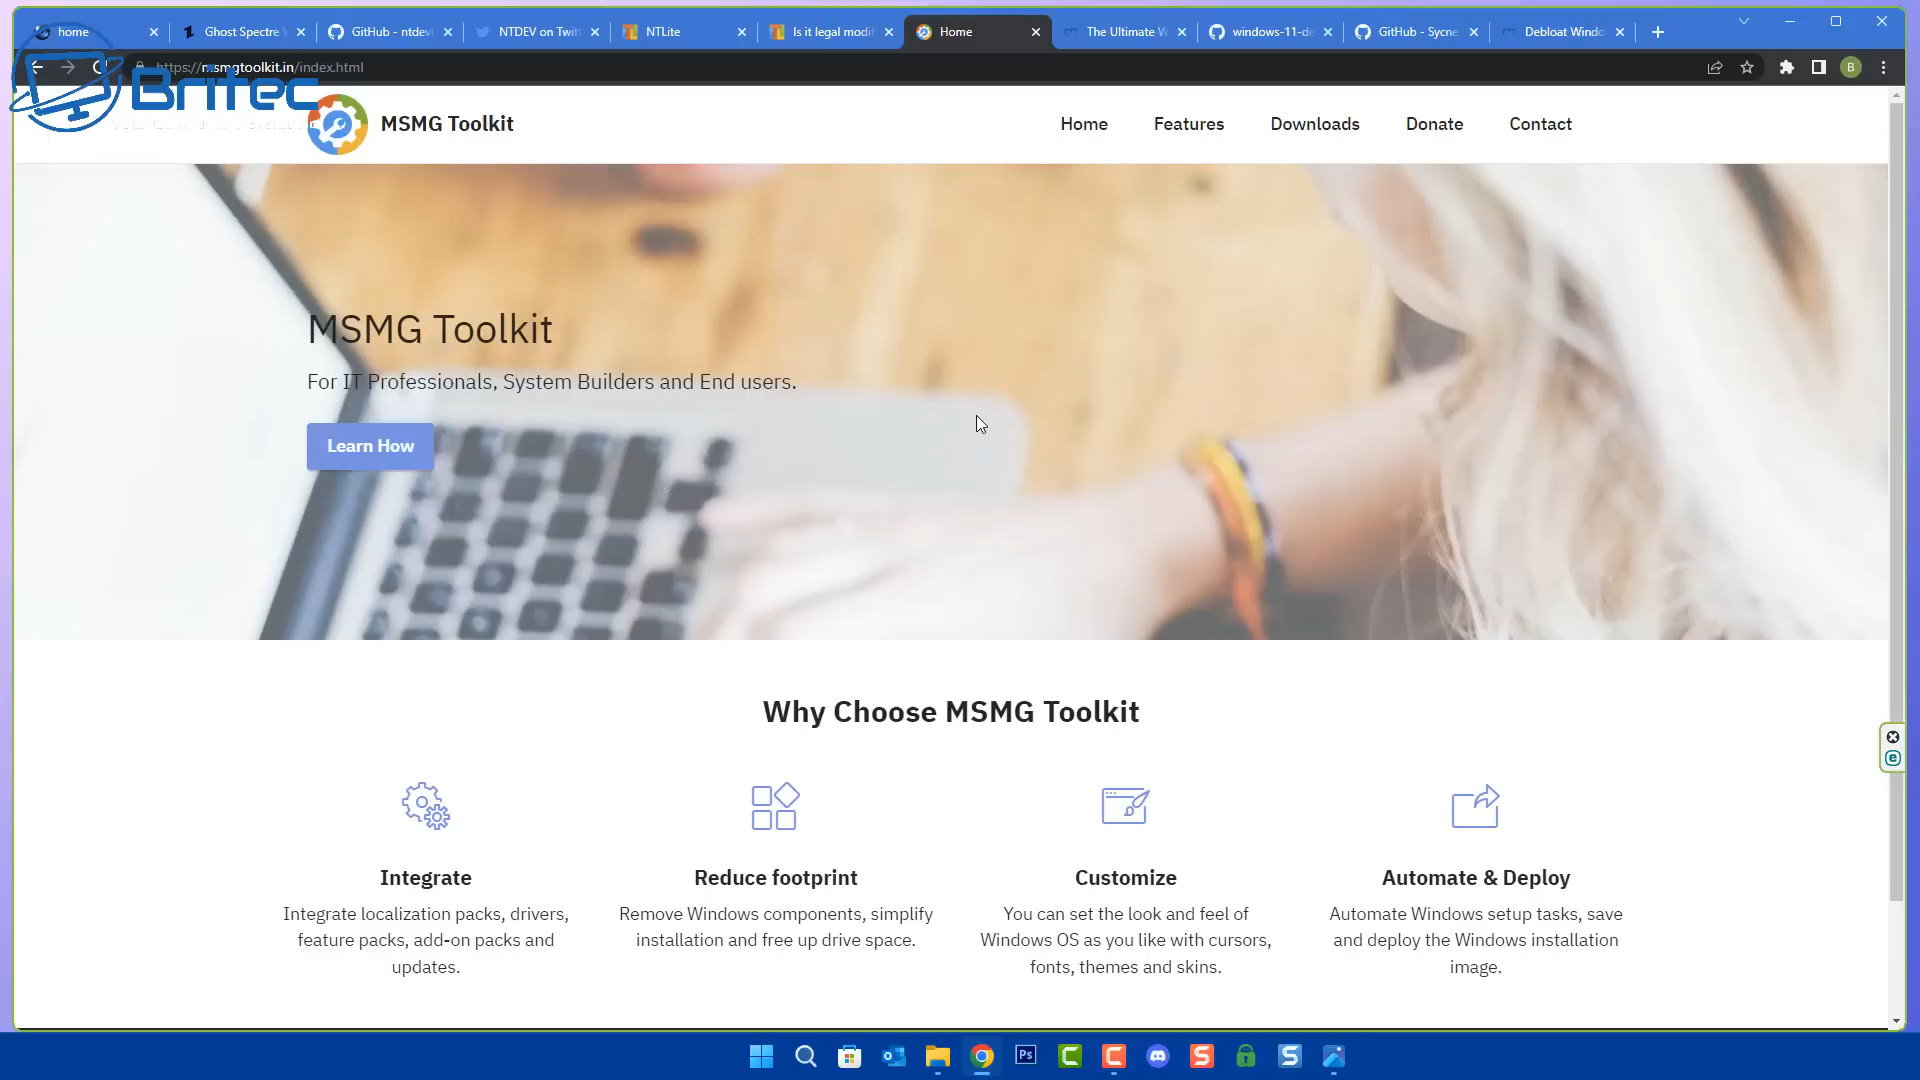 home
Ghost Spectre
GitHub - ntdev
NTDEV on Twit
NTLite
Is it legal modi
Home
The Ultimate W
windows-11-de
GitHub - Sycne
Debloat Windo
https://msmgtoolkit.in/index.html
B
Britec
MSMG Toolkit
Home
Features
Downloads
Donate
Contact
MSMG Toolkit
For IT Professionals, System Builders and End users.
Learn How
Why Choose MSMG Toolkit
Integrate
Integrate localization packs, drivers,
feature packs, add-on packs and
updates.
Reduce footprint
Remove Windows components, simplify
installation and free up drive space.
Customize
You can set the look and feel of
Windows OS as you like with cursors,
fonts, themes and skins.
Automate & Deploy
Automate Windows setup tasks, save
and deploy the Windows installation
image.
Ps